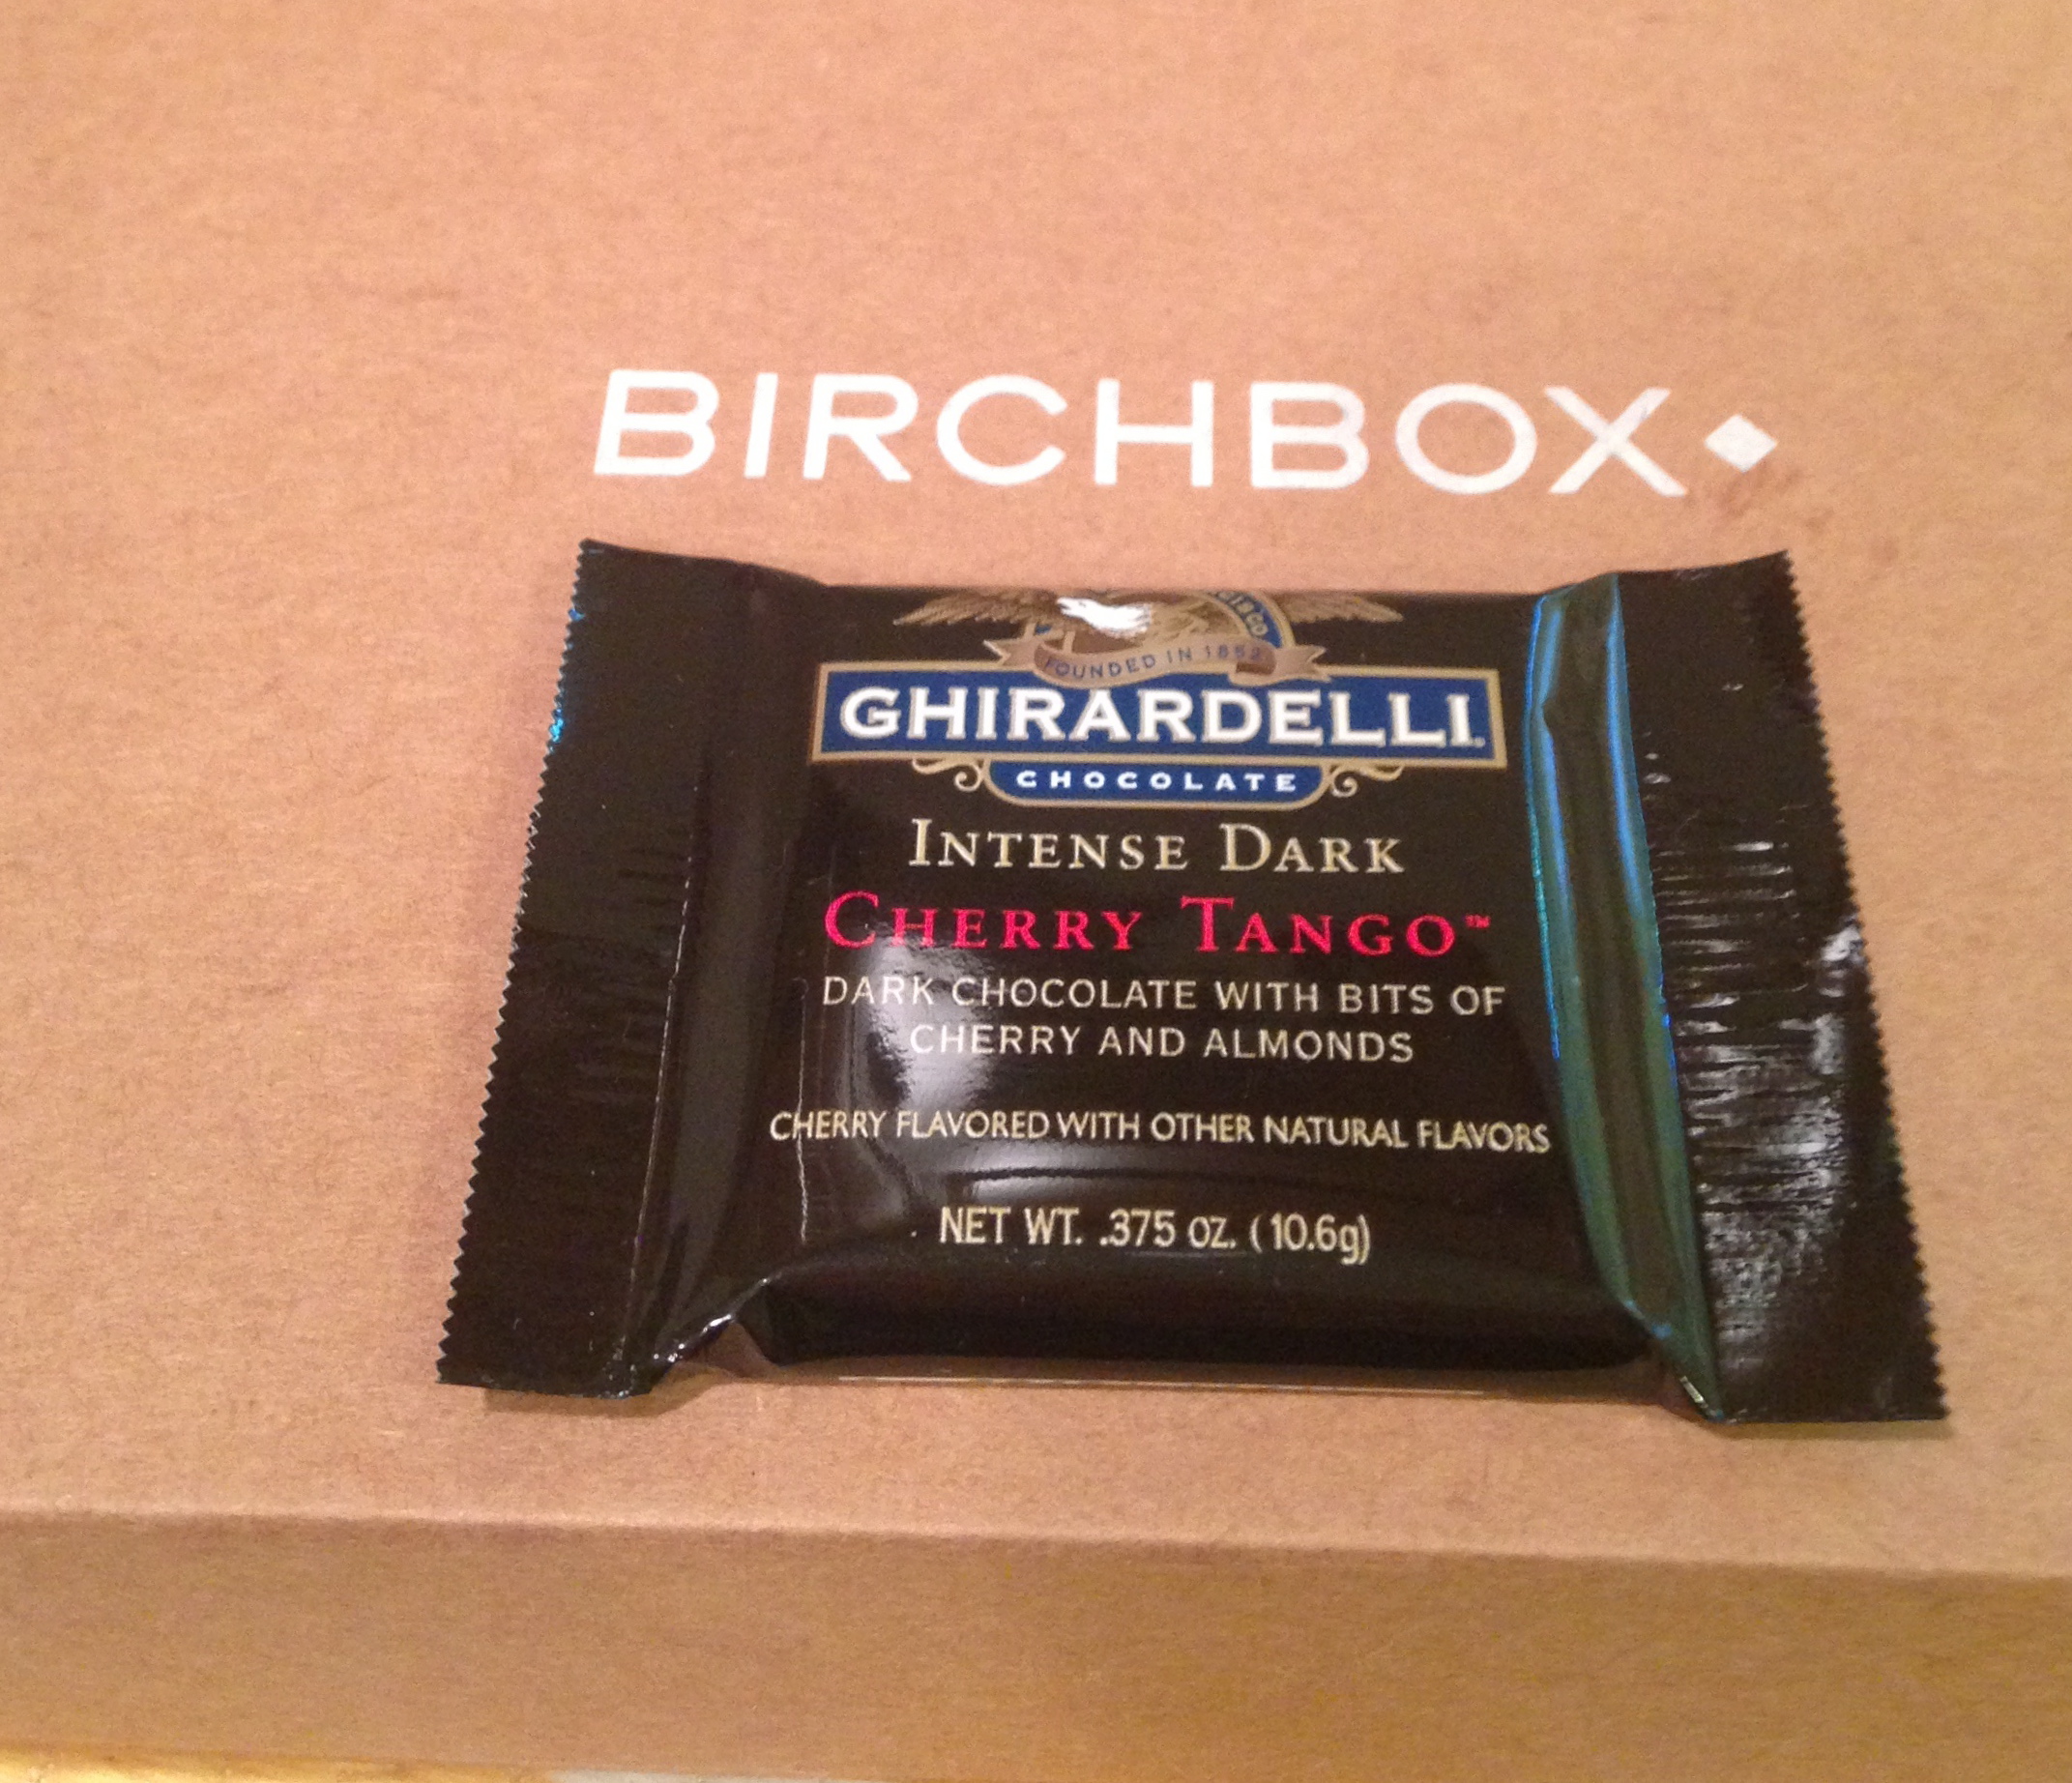 BIRCHBOX
FOUNDED IN 1852
GHIRARDELLI
CHOCOLATE
INTENSE DARK
CHERRY TANGO™
DARK CHOCOLATE WITH BITS OF
CHERRY AND ALMONDS
CHERRY FLAVORED WITH OTHER NATURAL FLAVORS
NET WT. .375 oz. (10.6g)